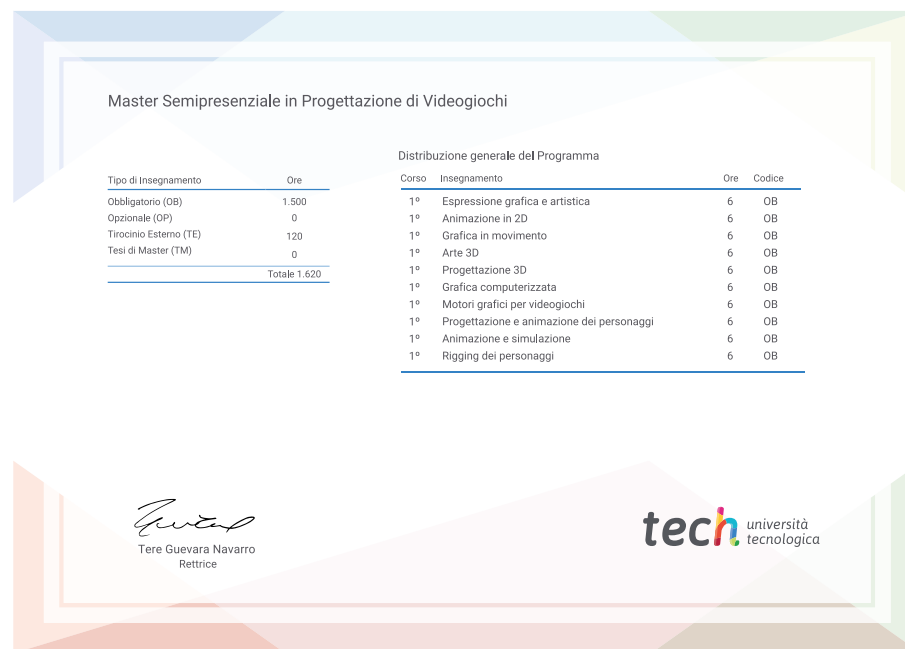 Master Semipresenziale in Progettazione di Videogiochi
Tipo di Insegnamento Ore
Obbligatorio (OB) 1.500
Opzionale (OP) 0
Tirocinio Esterno (TE) 120
Tesi di Master (TM) 0
Totale 1.620
Distribuzione generale del Programma
Corso Insegnamento Ore Codice
1º Espressione grafica e artistica 6 OB
1º Animazione in 2D 6 OB
1º Grafica in movimento 6 OB
1º Arte 3D 6 OB
1º Progettazione 3D 6 OB
1º Grafica computerizzata 6 OB
1º Motori grafici per videogiochi 6 OB
1º Progettazione e animazione dei personaggi 6 OB
1º Animazione e simulazione 6 OB
1º Rigging dei personaggi 6 OB
Tere Guevara Navarro
Rettrice
tech università
tecnologica